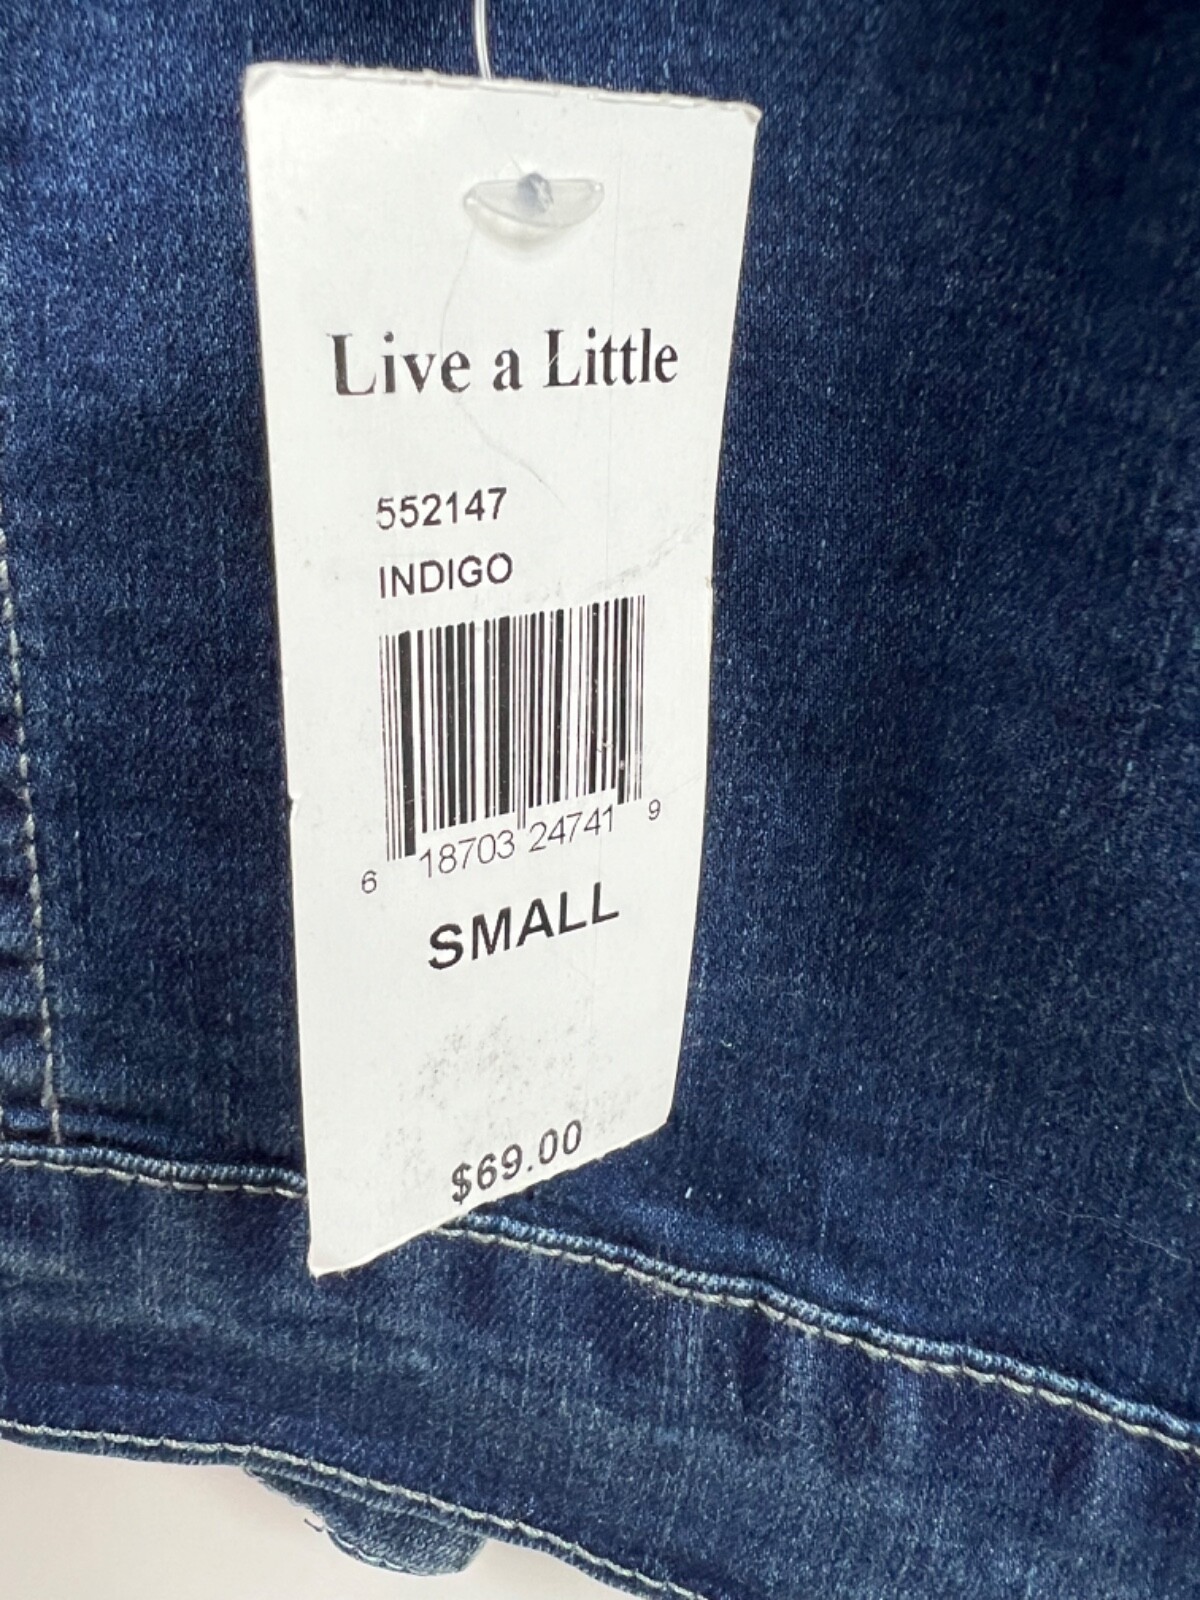 Live a Little
552147
INDIGO
6 18703 24741 9
SMALL
$69.00